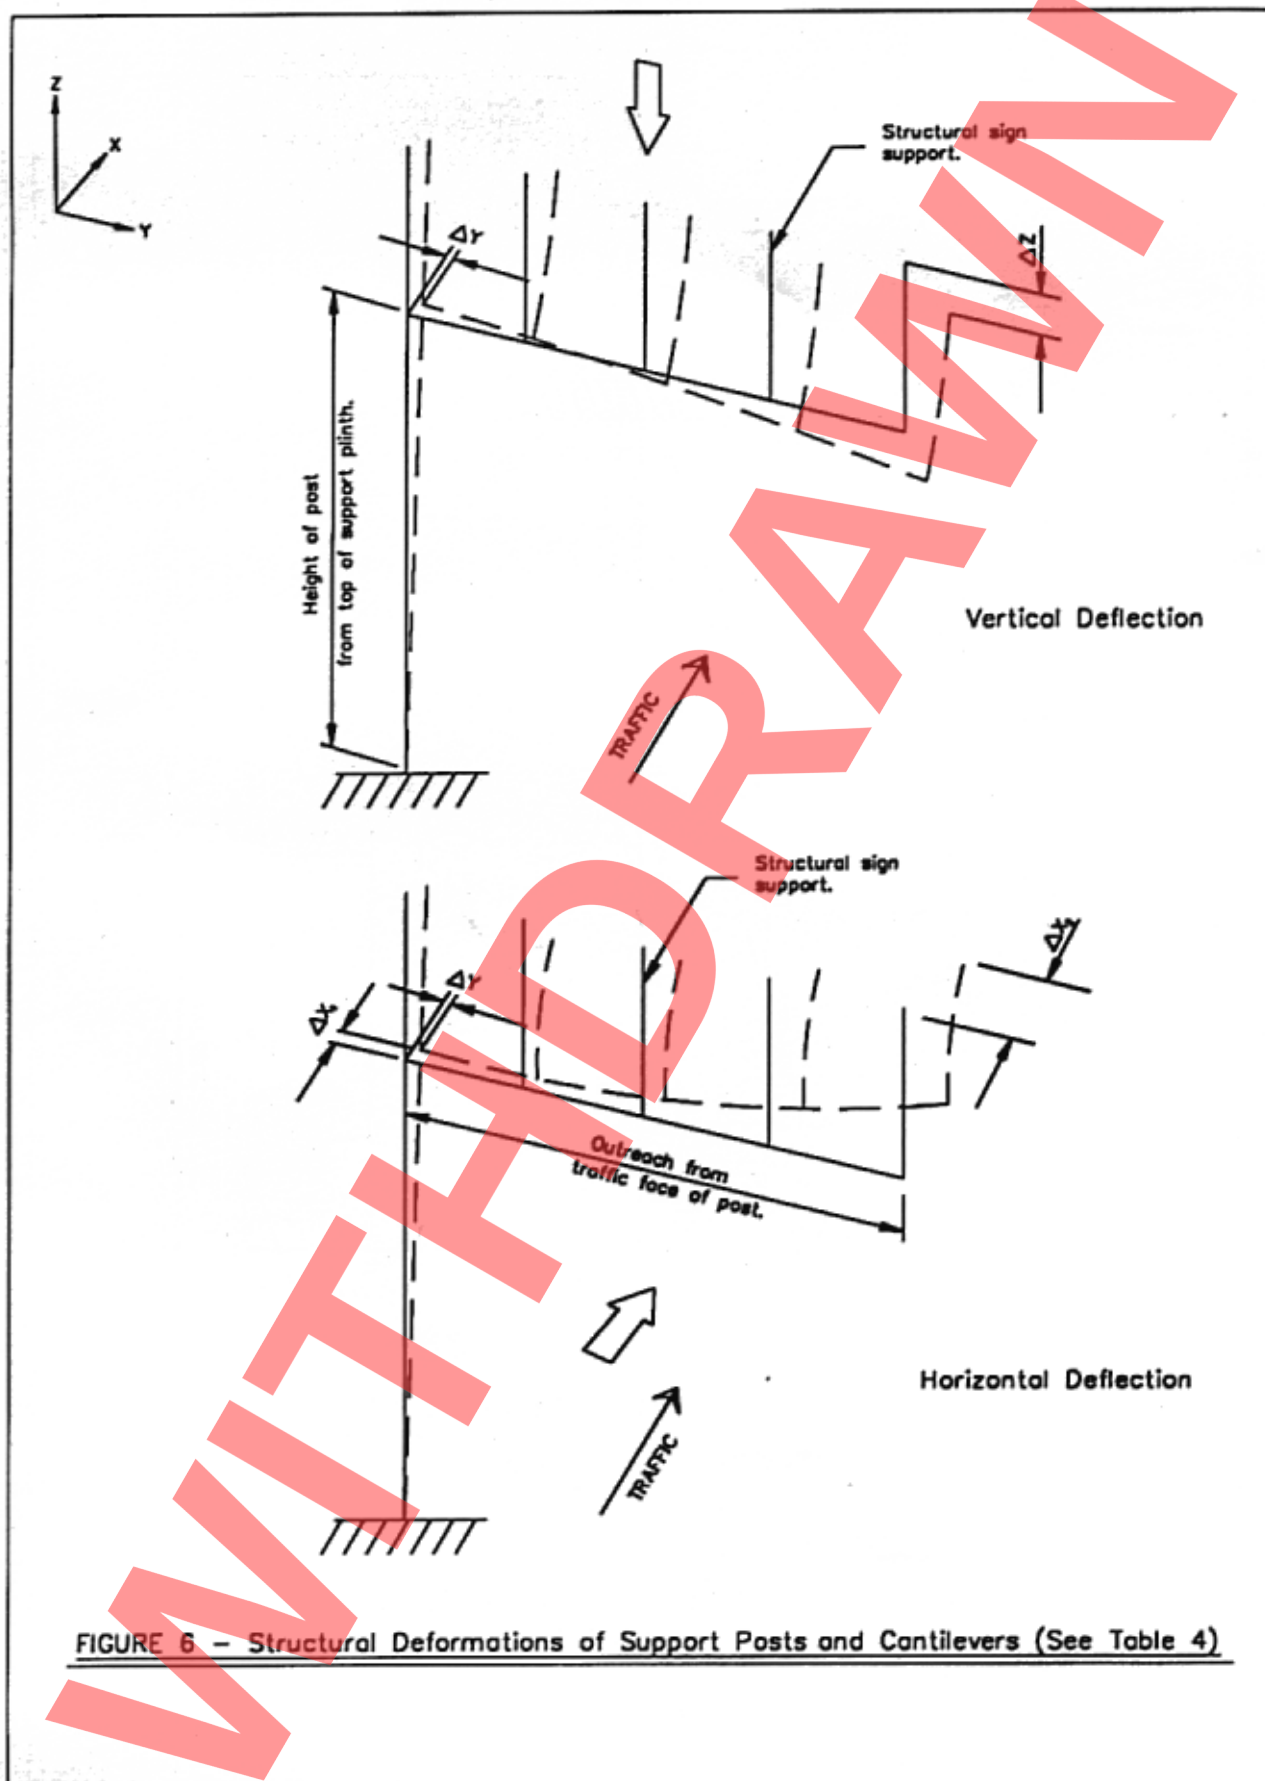 Z
X
Y
Structural sign
support.
ΔY
ΔZ
Height of post
from top of support plinth.
Vertical Deflection
TRAFFIC
Structural sign
support.
ΔY
Outreach from
traffic face of post.
Horizontal Deflection
TRAFFIC
FIGURE 6 – Structural Deformations of Support Posts and Cantilevers (See Table 4)
WITHDRAWN